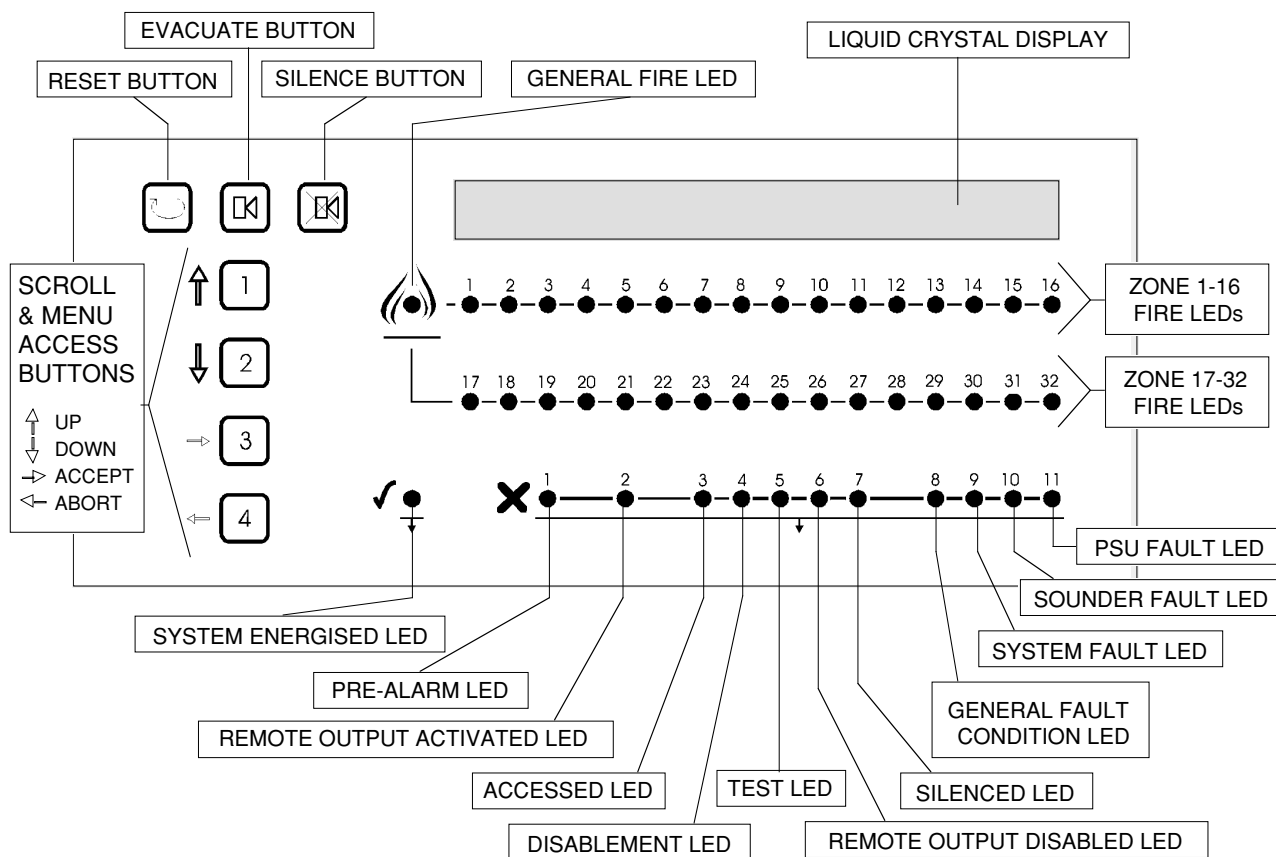 EVACUATE BUTTON
LIQUID CRYSTAL DISPLAY
RESET BUTTON
SILENCE BUTTON
GENERAL FIRE LED
SCROLL
& MENU
ACCESS
BUTTONS
UP
DOWN
ACCEPT
ABORT
1
2
3
4
1 2 3 4 5 6 7 8 9 10 11 12 13 14 15 16
ZONE 1-16
FIRE LEDs
17 18 19 20 21 22 23 24 25 26 27 28 29 30 31 32
ZONE 17-32
FIRE LEDs
1 2 3 4 5 6 7 8 9 10 11
PSU FAULT LED
SOUNDER FAULT LED
SYSTEM ENERGISED LED
SYSTEM FAULT LED
PRE-ALARM LED
GENERAL FAULT
CONDITION LED
REMOTE OUTPUT ACTIVATED LED
ACCESSED LED
TEST LED
SILENCED LED
DISABLEMENT LED
REMOTE OUTPUT DISABLED LED